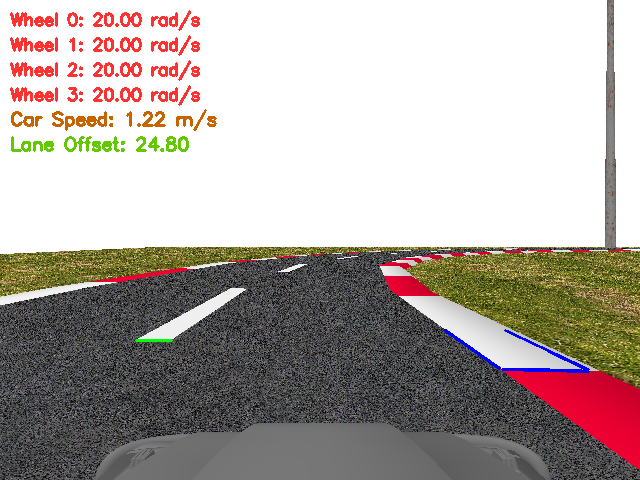 Wheel 0: 20.00 rad/s
Wheel 1: 20.00 rad/s
Wheel 2: 20.00 rad/s
Wheel 3: 20.00 rad/s
Car Speed: 1.22 m/s
Lane Offset: 24.80